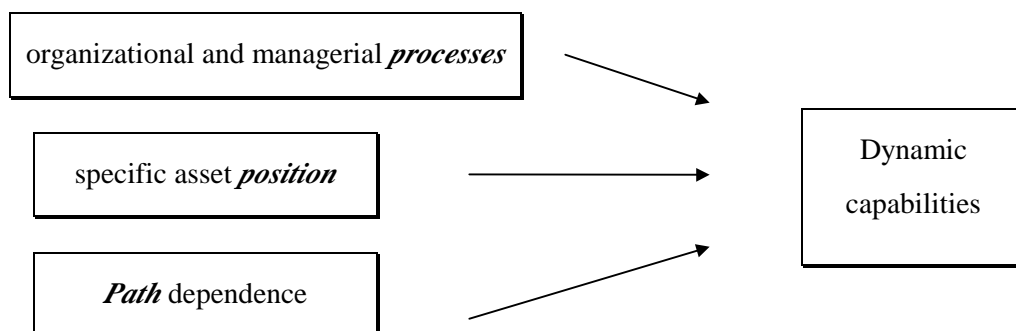 organizational and managerial processes
specific asset position
Path dependence
Dynamic
capabilities